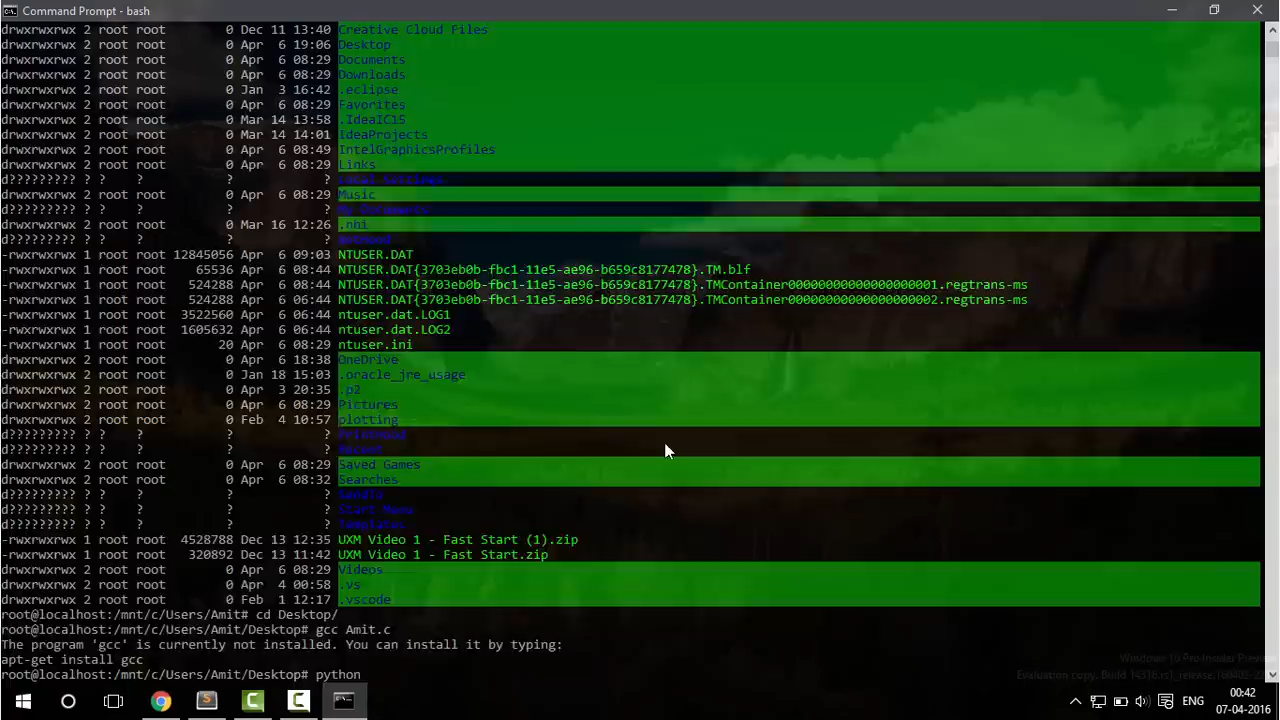 Command Prompt - bash
drwxrwxrwx 2 root root 0 Dec 11 13:40 Creative Cloud Files
drwxrwxrwx 2 root root 0 Apr 6 19:06 Desktop
drwxrwxrwx 2 root root 0 Apr 6 08:29 Documents
drwxrwxrwx 2 root root 0 Apr 6 08:29 Downloads
drwxrwxrwx 2 root root 0 Jan 3 16:42 .eclipse
drwxrwxrwx 2 root root 0 Apr 6 08:29 Favorites
drwxrwxrwx 2 root root 0 Mar 14 13:58 .IdeaIC15
drwxrwxrwx 2 root root 0 Mar 14 14:01 IdeaProjects
drwxrwxrwx 2 root root 0 Apr 6 08:49 IntelGraphicsProfiles
drwxrwxrwx 2 root root 0 Apr 6 08:29 Links
d????????? ? ? ? ? ? Local Settings
drwxrwxrwx 2 root root 0 Apr 6 08:29 Music
d????????? ? ? ? ? ? My Documents
drwxrwxrwx 2 root root 0 Mar 16 12:26 .nbi
d????????? ? ? ? ? ? NetHood
-rwxrwxrwx 1 root root 12845056 Apr 6 09:03 NTUSER.DAT
-rwxrwxrwx 1 root root 65536 Apr 6 08:44 NTUSER.DAT{3703eb0b-fbc1-11e5-ae96-b659c8177478}.TM.blf
-rwxrwxrwx 1 root root 524288 Apr 6 08:44 NTUSER.DAT{3703eb0b-fbc1-11e5-ae96-b659c8177478}.TMContainer00000000000000000001.regtrans-ms
-rwxrwxrwx 1 root root 524288 Apr 6 08:44 NTUSER.DAT{3703eb0b-fbc1-11e5-ae96-b659c8177478}.TMContainer00000000000000000002.regtrans-ms
-rwxrwxrwx 1 root root 3522560 Apr 6 06:44 ntuser.dat.LOG1
-rwxrwxrwx 1 root root 1605632 Apr 6 06:44 ntuser.dat.LOG2
-rwxrwxrwx 1 root root 20 Apr 6 08:29 ntuser.ini
drwxrwxrwx 2 root root 0 Apr 6 18:38 OneDrive
drwxrwxrwx 2 root root 0 Jan 18 15:03 .oracle_jre_usage
drwxrwxrwx 2 root root 0 Apr 3 20:35 .p2
drwxrwxrwx 2 root root 0 Apr 6 08:29 Pictures
drwxrwxrwx 2 root root 0 Feb 4 10:57 plotting
d????????? ? ? ? ? ? PrintHood
d????????? ? ? ? ? ? Recent
drwxrwxrwx 2 root root 0 Apr 6 08:29 Saved Games
drwxrwxrwx 2 root root 0 Apr 6 08:32 Searches
d????????? ? ? ? ? ? SendTo
d????????? ? ? ? ? ? Start Menu
d????????? ? ? ? ? ? Templates
-rwxrwxrwx 1 root root 4528788 Dec 13 12:35 UXM Video 1 - Fast Start (1).zip
-rwxrwxrwx 1 root root 320892 Dec 13 11:42 UXM Video 1 - Fast Start.zip
drwxrwxrwx 2 root root 0 Apr 6 08:29 Videos
drwxrwxrwx 2 root root 0 Apr 4 00:58 .vs
drwxrwxrwx 2 root root 0 Feb 1 12:17 .vscode
root@localhost:/mnt/c/Users/Amit# cd Desktop/
root@localhost:/mnt/c/Users/Amit/Desktop# gcc Amit.c
The program 'gcc' is currently not installed. You can install it by typing:
apt-get install gcc
root@localhost:/mnt/c/Users/Amit/Desktop# python
Windows 10 Pro Insider Preview
Evaluation copy. Build 14316.rs1_release.160402-22
ENG
00:42
07-04-2016